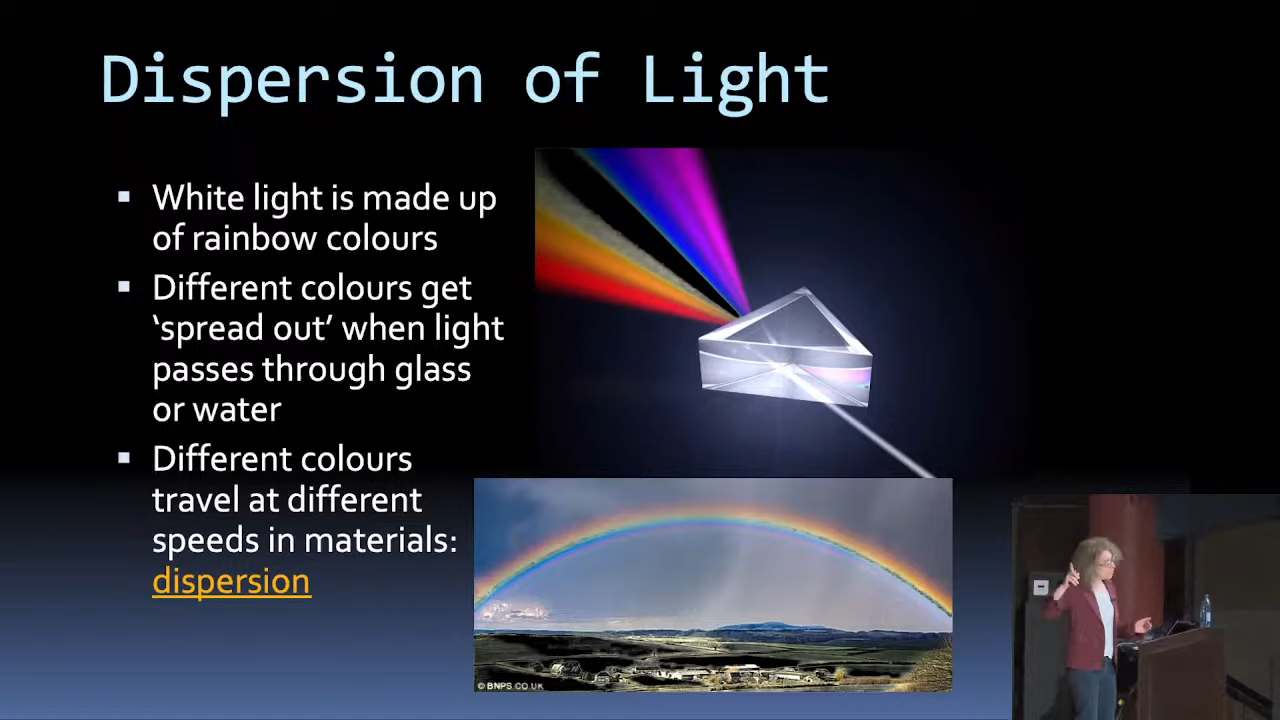 Dispersion of Light
▪ White light is made up
of rainbow colours
▪ Different colours get
‘spread out’ when light
passes through glass
or water
▪ Different colours
travel at different
speeds in materials:
dispersion
© BNPS.CO.UK